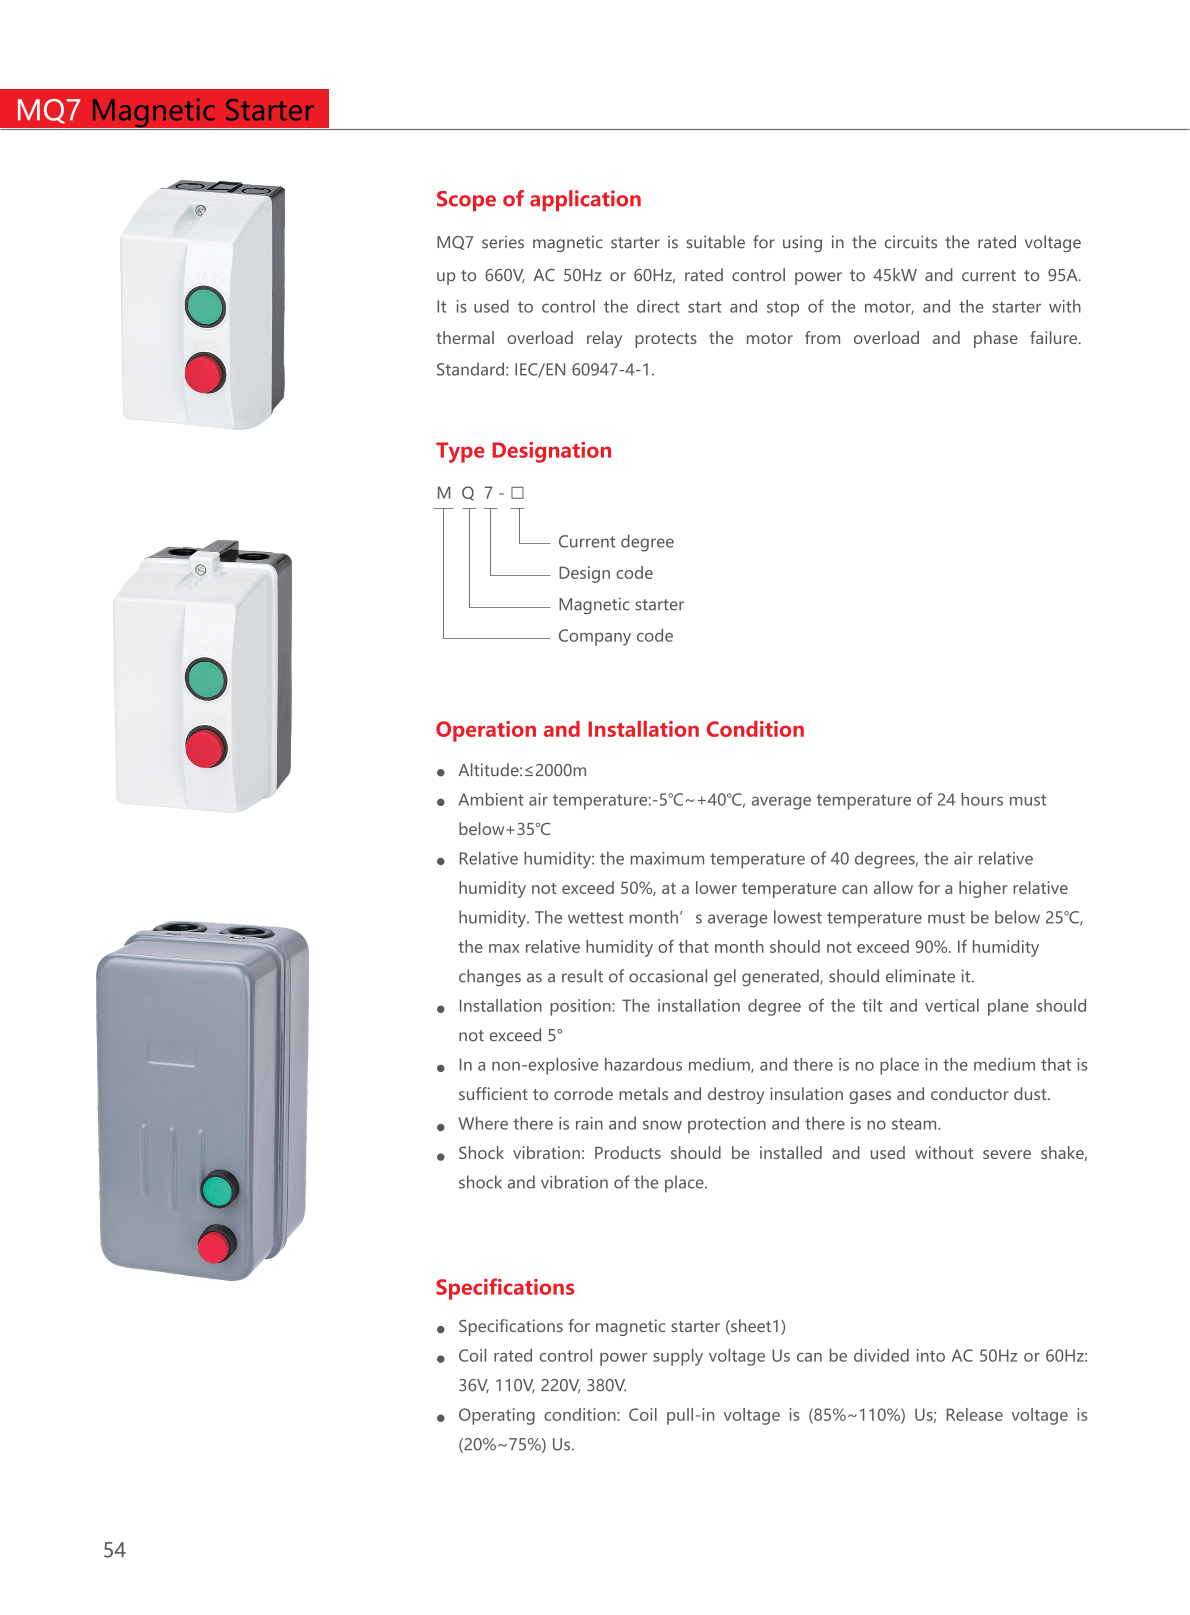 MQ7 Magnetic Starter
Scope of application
MQ7 series magnetic starter is suitable for using in the circuits the rated voltage
up to 660V, AC 50Hz or 60Hz, rated control power to 45kW and current to 95A.
It is used to control the direct start and stop of the motor, and the starter with
thermal overload relay protects the motor from overload and phase failure.
Standard: IEC/EN 60947-4-1.
Type Designation
M Q 7 - □
Current degree
Design code
Magnetic starter
Company code
Operation and Installation Condition
● Altitude:≤2000m
● Ambient air temperature:-5℃~+40℃, average temperature of 24 hours must
below+35℃
● Relative humidity: the maximum temperature of 40 degrees, the air relative
humidity not exceed 50%, at a lower temperature can allow for a higher relative
humidity. The wettest month’s average lowest temperature must be below 25℃,
the max relative humidity of that month should not exceed 90%. If humidity
changes as a result of occasional gel generated, should eliminate it.
● Installation position: The installation degree of the tilt and vertical plane should
not exceed 5°
● In a non-explosive hazardous medium, and there is no place in the medium that is
sufficient to corrode metals and destroy insulation gases and conductor dust.
● Where there is rain and snow protection and there is no steam.
● Shock vibration: Products should be installed and used without severe shake,
shock and vibration of the place.
Specifications
● Specifications for magnetic starter (sheet1)
● Coil rated control power supply voltage Us can be divided into AC 50Hz or 60Hz:
36V, 110V, 220V, 380V.
● Operating condition: Coil pull-in voltage is (85%~110%) Us; Release voltage is
(20%~75%) Us.
54